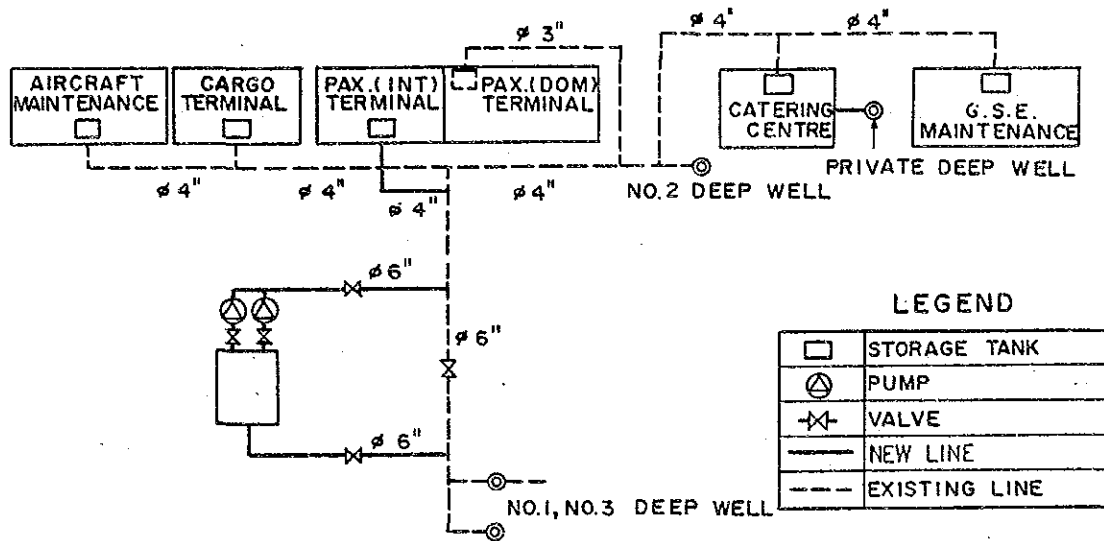 ø 3"
ø 4"
ø 4"
AIRCRAFT
MAINTENANCE
CARGO
TERMINAL
PAX.(INT)
TERMINAL
PAX.(DOM)
TERMINAL
CATERING
CENTRE
G.S.E.
MAINTENANCE
PRIVATE DEEP WELL
ø 4"
ø 4"
ø 4"
ø 4"
NO.2 DEEP WELL
ø 6"
ø 6"
ø 6"
NO.1, NO.3 DEEP WELL
LEGEND
STORAGE TANK
PUMP
VALVE
NEW LINE
EXISTING LINE